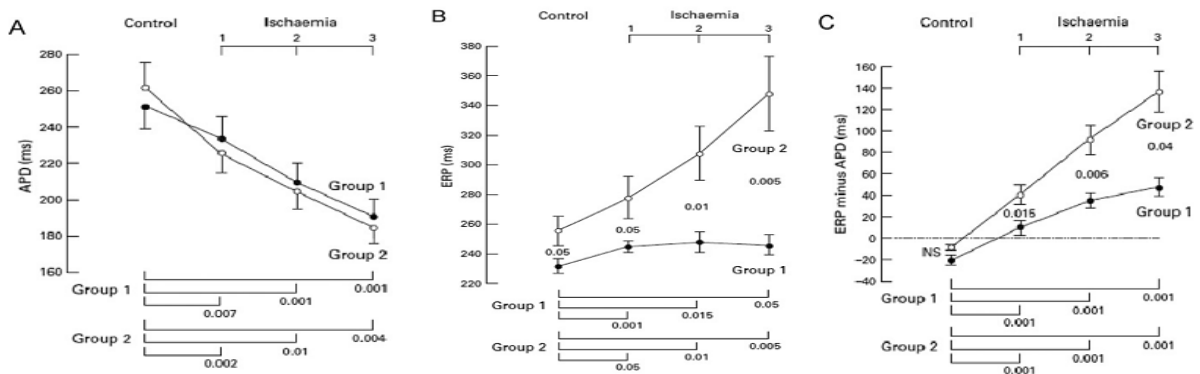 A
Control
Ischaemia
1 2 3
280
260
240
220
200
180
160
APD (ms)
Group 1
Group 2
Group 1
0.007
0.001
0.001
Group 2
0.002
0.01
0.004
B
Control
Ischaemia
1 2 3
380
360
340
320
300
280
260
240
220
ERP (ms)
Group 2
0.05
0.05
0.01
0.005
Group 1
Group 1
0.001
0.015
0.05
Group 2
0.05
0.01
0.005
C
Control
Ischaemia
1 2 3
160
140
120
100
80
60
40
20
0
−20
−40
−60
ERP minus APD (ms)
Group 2
0.04
0.006
0.015
NS
Group 1
Group 1
0.001
0.001
0.001
Group 2
0.001
0.001
0.001